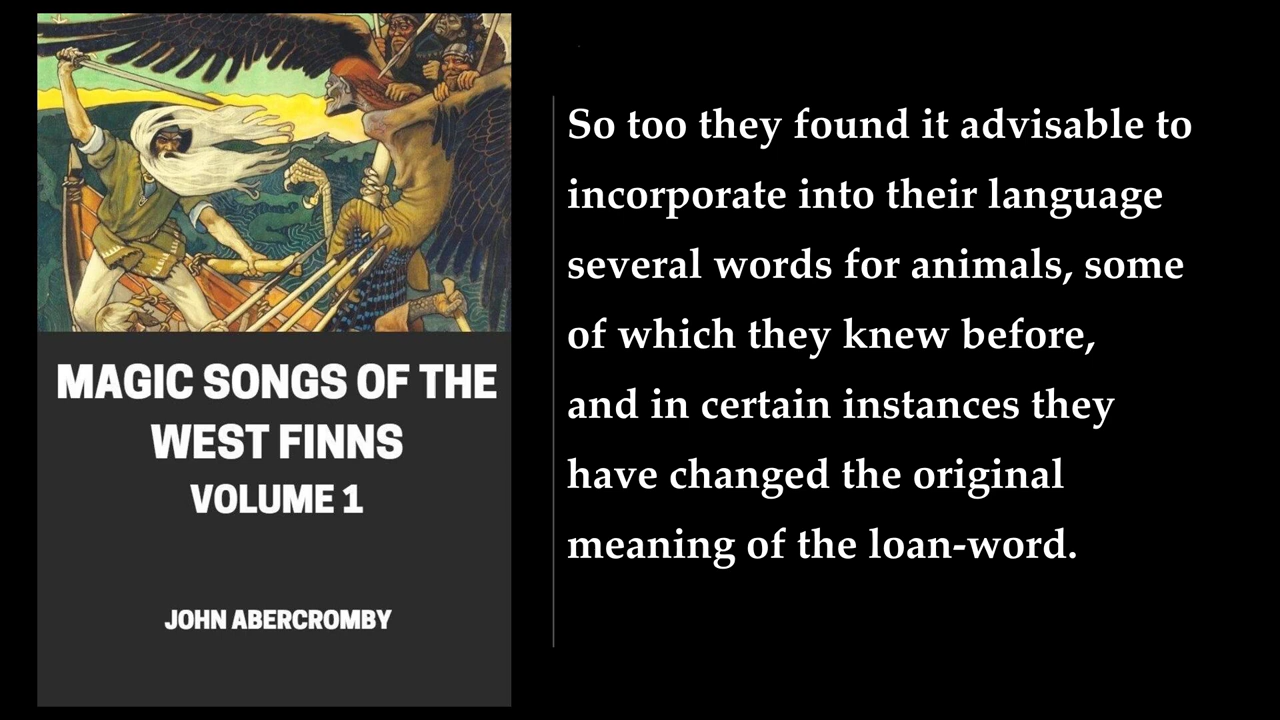 MAGIC SONGS OF THE
WEST FINNS
VOLUME 1
JOHN ABERCROMBY
So too they found it advisable to
incorporate into their language
several words for animals, some
of which they knew before,
and in certain instances they
have changed the original
meaning of the loan-word.